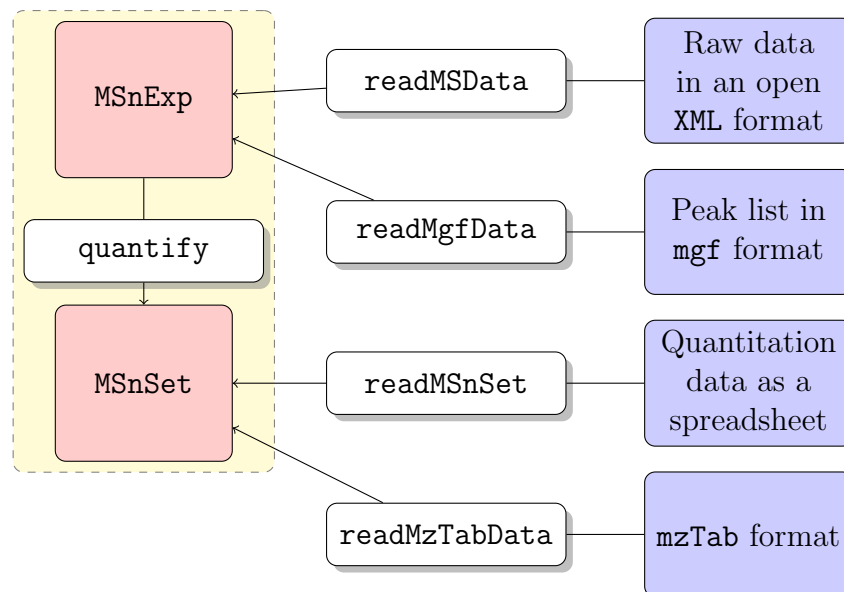 MSnExp
readMSData
Raw data
in an open
XML format
readMgfData
Peak list in
mgf format
quantify
MSnSet
readMSnSet
Quantitation
data as a
spreadsheet
readMzTabData
mzTab format